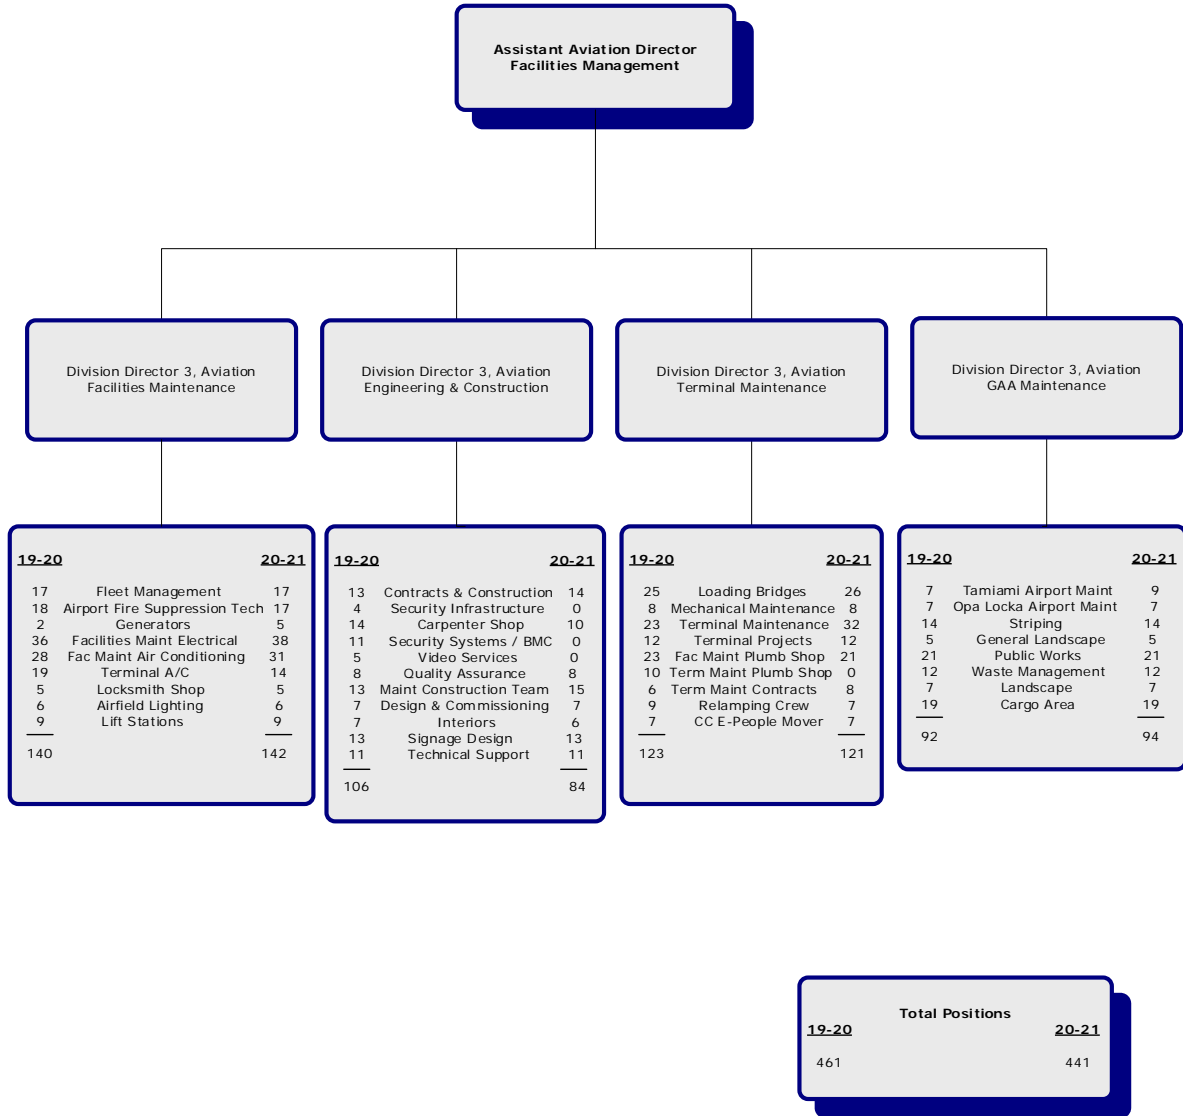 Assistant Aviation Director
Facilities Management
Division Director 3, Aviation
Facilities Maintenance
Division Director 3, Aviation
Engineering & Construction
Division Director 3, Aviation
Terminal Maintenance
Division Director 3, Aviation
GAA Maintenance
19-20 20-21
17 Fleet Management 17
18 Airport Fire Suppression Tech 17
2 Generators 5
36 Facilities Maint Electrical 38
28 Fac Maint Air Conditioning 31
19 Terminal A/C 14
5 Locksmith Shop 5
6 Airfield Lighting 6
9 Lift Stations 9
140 142
19-20 20-21
13 Contracts & Construction 14
4 Security Infrastructure 0
14 Carpenter Shop 10
11 Security Systems / BMC 0
5 Video Services 0
8 Quality Assurance 8
13 Maint Construction Team 15
7 Design & Commissioning 7
7 Interiors 6
13 Signage Design 13
11 Technical Support 11
106 84
19-20 20-21
25 Loading Bridges 26
8 Mechanical Maintenance 8
23 Terminal Maintenance 32
12 Terminal Projects 12
23 Fac Maint Plumb Shop 21
10 Term Maint Plumb Shop 0
6 Term Maint Contracts 8
9 Relamping Crew 7
7 CC E-People Mover 7
123 121
19-20 20-21
7 Tamiami Airport Maint 9
7 Opa Locka Airport Maint 7
14 Striping 14
5 General Landscape 5
21 Public Works 21
12 Waste Management 12
7 Landscape 7
19 Cargo Area 19
92 94
Total Positions
19-20 20-21
461 441